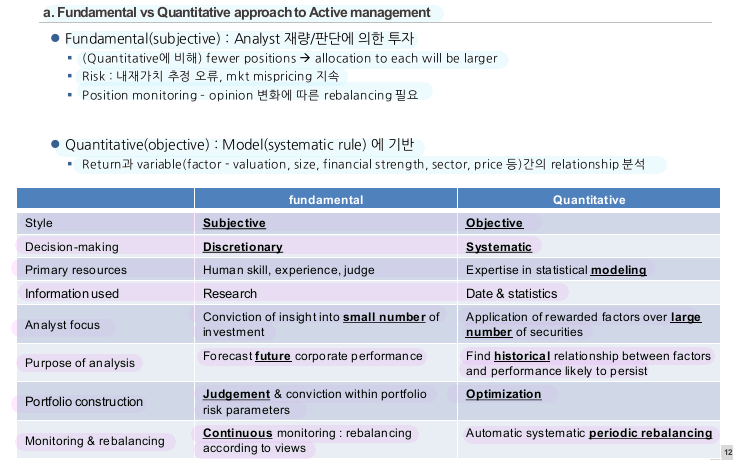 a. Fundamental vs Quantitative approach to Active management
● Fundamental(subjective) : Analyst 재량/판단에 의한 투자
▪ (Quantitative에 비해) fewer positions → allocation to each will be larger
▪ Risk : 내재가치 추정 오류, mkt mispricing 지속
▪ Position monitoring – opinion 변화에 따른 rebalancing 필요
● Quantitative(objective) : Model(systematic rule) 에 기반
▪ Return과 variable(factor – valuation, size, financial strength, sector, price 등)간의 relationship 분석
fundamental Quantitative
Style Subjective Objective
Decision-making Discretionary Systematic
Primary resources Human skill, experience, judge Expertise in statistical modeling
Information used Research Date & statistics
Analyst focus Conviction of insight into small number of investment Application of rewarded factors over large number of securities
Purpose of analysis Forecast future corporate performance Find historical relationship between factors and performance likely to persist
Portfolio construction Judgement & conviction within portfolio risk parameters Optimization
Monitoring & rebalancing Continuous monitoring : rebalancing according to views Automatic systematic periodic rebalancing
12